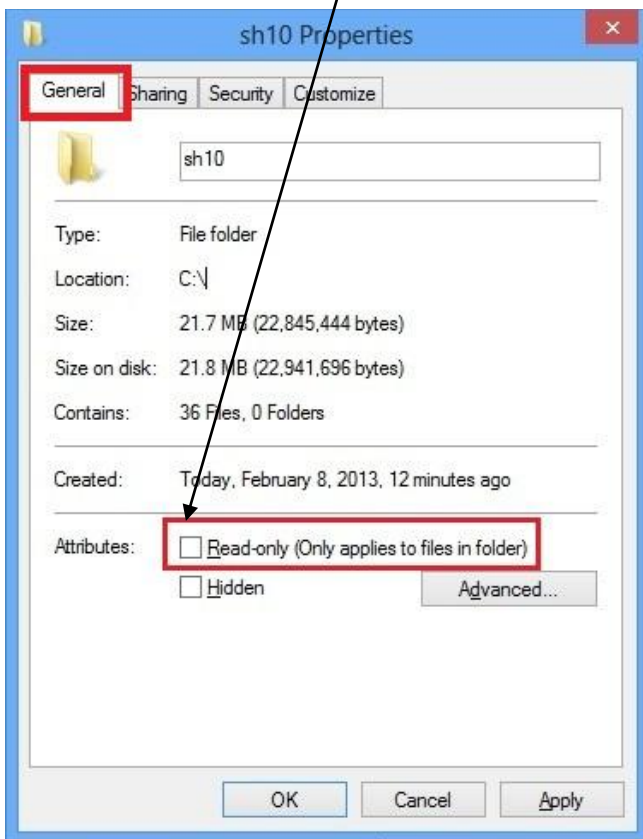 sh10 Properties
General Sharing Security Customize
sh10
Type: File folder
Location: C:\
Size: 21.7 MB (22,845,444 bytes)
Size on disk: 21.8 MB (22,941,696 bytes)
Contains: 36 Files, 0 Folders
Created: Today, February 8, 2013, 12 minutes ago
Attributes: Read-only (Only applies to files in folder)
Hidden Advanced...
OK Cancel Apply